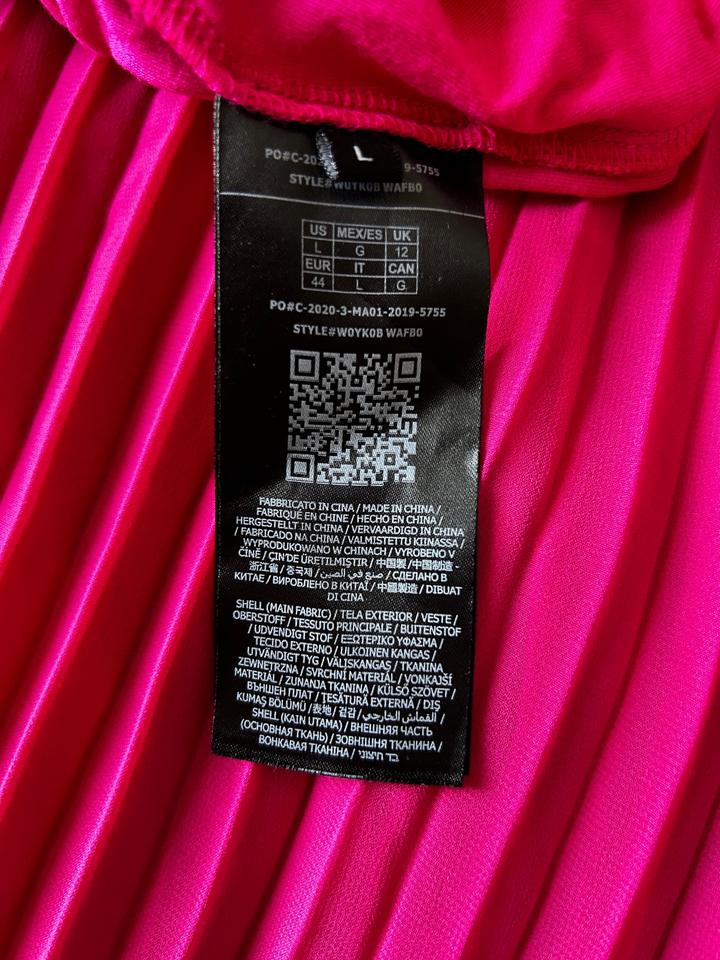 L
PO#C-20 9-5755
STYLE#W0YK0B WAFB0
US MEX/ES UK
L G 12
EUR IT CAN
44 L G
PO#C-2020-3-MA01-2019-5755
STYLE#W0YK0B WAFB0
FABBRICATO IN CINA / MADE IN CHINA /
FABRIQUÉ EN CHINE / HECHO EN CHINA /
HERGESTELLT IN CHINA / VERVAARDIGD IN CHINA
/ FABRICADO NA CHINA / VALMISTETTU KIINASSA /
WYPRODUKOWANO W CHINACH / VYROBENO V
ČÍNĚ / ÇIN'DE ÜRETILMIŞTIR / 中国製/中国制造
浙江省 / 중국제 / صنع في الصين / СДЕЛАНО В
КИТАЕ / ВИРОБЛЕНО В КИТАЇ / 中國製 / DIBUAT
DI CINA
SHELL (MAIN FABRIC) / TELA EXTERIOR / VESTE /
OBERSTOFF / TESSUTO PRINCIPALE / BUITENSTOF
/ UDVENDIGT STOF / ΕΞΩΤΕΡΙΚΟ ΥΦΑΣΜΑ /
TECIDO EXTERNO / ULKOINEN KANGAS /
UTVÄNDIGT TYG / VÄLISKANGAS / TKANINA
ZEWNĘTRZNA / SVRCHNÍ MATERIÁL / VONKAJŠÍ
MATERIÁL / ZUNANJA TKANINA / KÜLSŐ SZÖVET /
ВЪНШЕН ПЛАТ / TESĂTURĂ EXTERNĂ / DIŞ
KUMAŞ BÖLÜMÜ /表地/ 겉감 / القماش الخارجي /
SHELL (KAIN UTAMA) / ВНЕШНЯЯ ЧАСТЬ
(ОСНОВНАЯ ТКАНЬ) / ЗОВНІШНЯ ТКАНИНА /
ВОНКАВАЯ ТКАНІНА / בד חיצוני